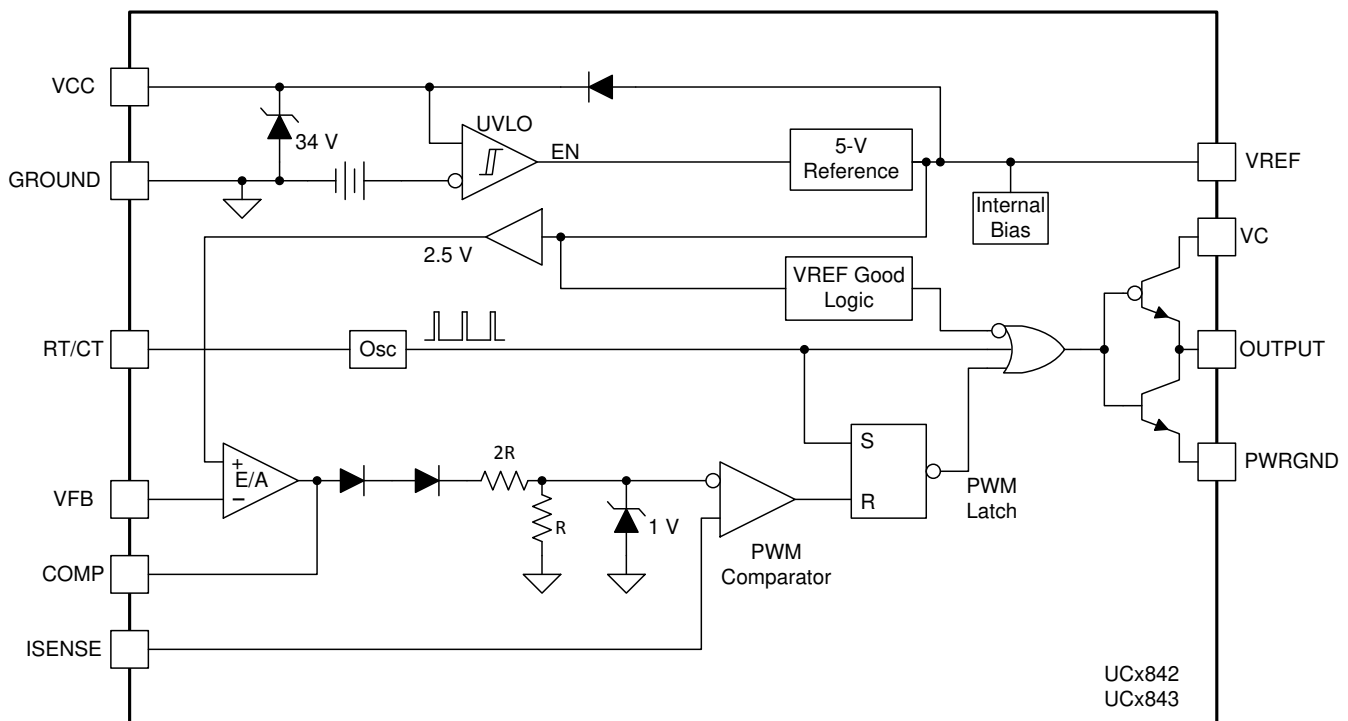 VCC
UVLO
34 V
EN
5-V
Reference
GROUND
VREF
Internal
Bias
2.5 V
VC
VREF Good
Logic
RT/CT
Osc
OUTPUT
S
R
PWM
Latch
PWRGND
+
E/A
−
2R
R
1 V
VFB
PWM
Comparator
COMP
ISENSE
UCx842
UCx843